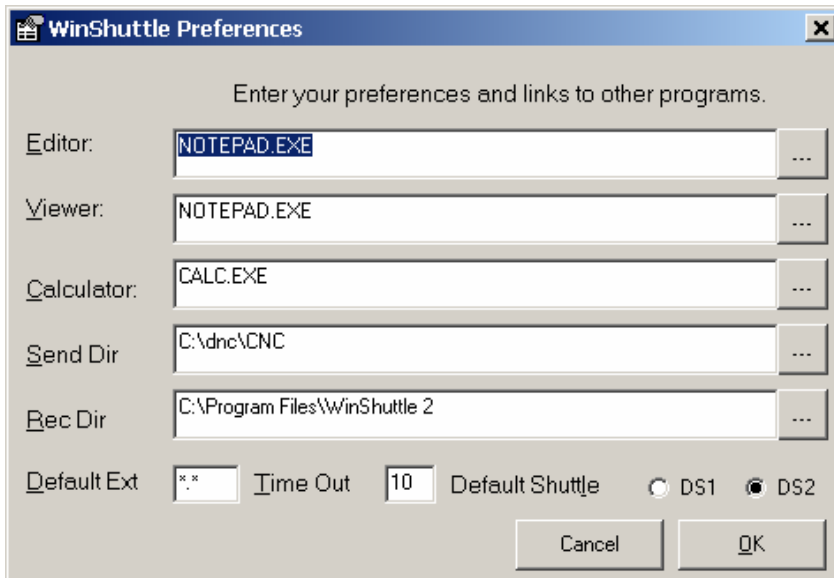 WinShuttle Preferences
Enter your preferences and links to other programs.
Editor: NOTEPAD.EXE ...
Viewer: NOTEPAD.EXE ...
Calculator: CALC.EXE ...
Send Dir C:\dnc\CNC ...
Rec Dir C:\Program Files\WinShuttle 2 ...
Default Ext *.* Time Out 10 Default Shuttle DS1 DS2
Cancel OK